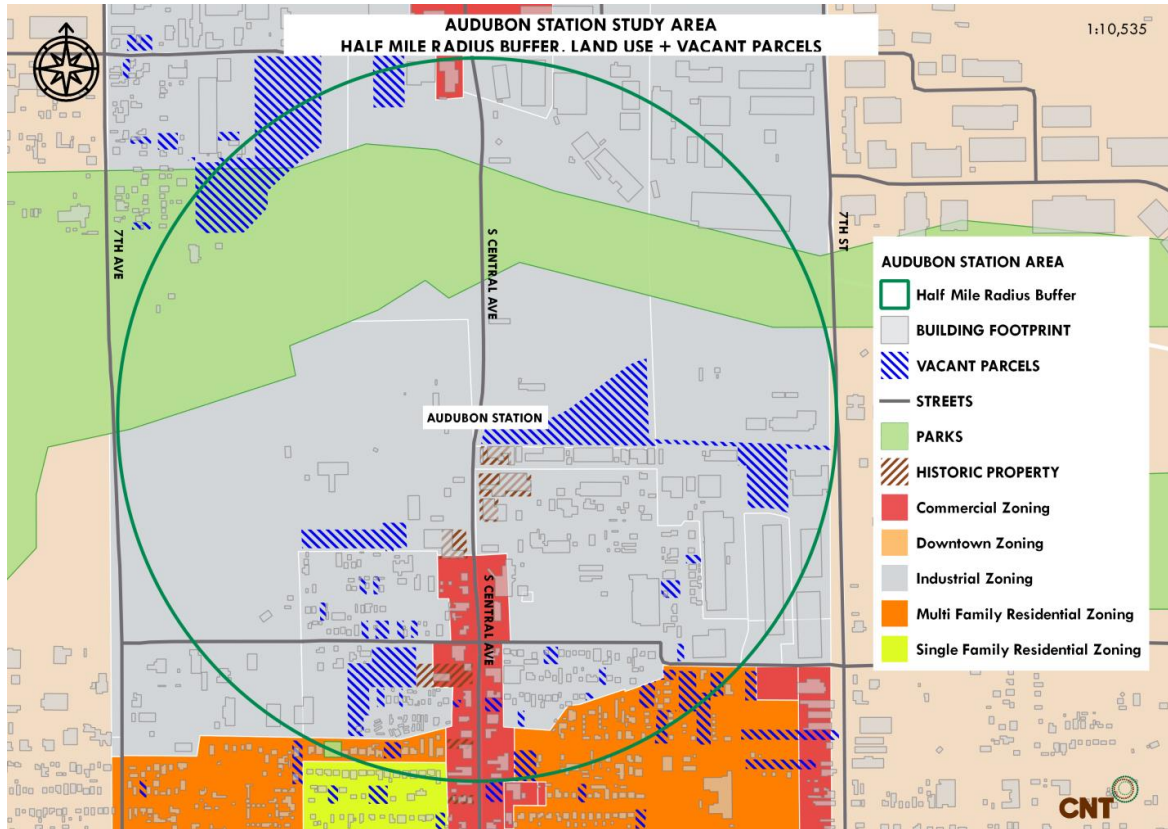 AUDUBON STATION STUDY AREA
HALF MILE RADIUS BUFFER. LAND USE + VACANT PARCELS
1:10,535
7TH AVE
S CENTRAL AVE
7TH ST
AUDUBON STATION
S CENTRAL AVE
AUDUBON STATION AREA
Half Mile Radius Buffer
BUILDING FOOTPRINT
VACANT PARCELS
STREETS
PARKS
HISTORIC PROPERTY
Commercial Zoning
Downtown Zoning
Industrial Zoning
Multi Family Residential Zoning
Single Family Residential Zoning
CNT